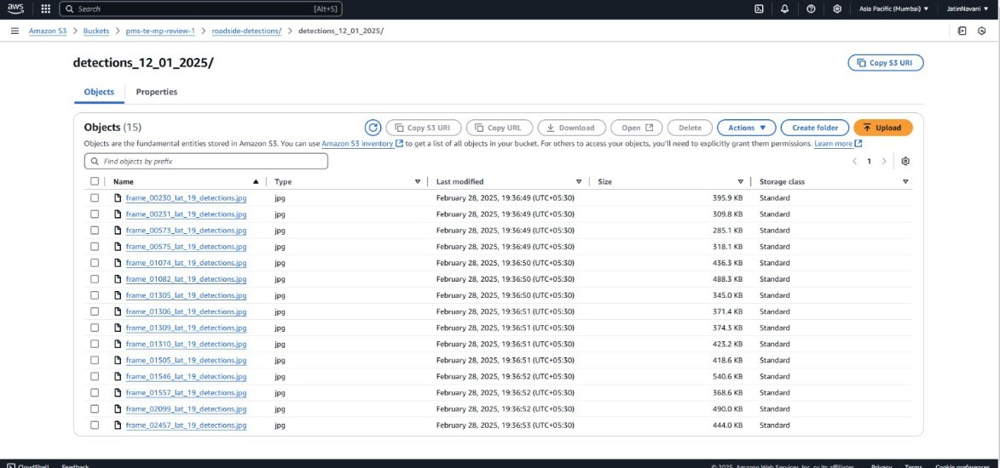 aws Search [Alt+S] Asia Pacific (Mumbai) JatinNavani
Amazon S3 > Buckets > pms-te-mp-review-1 > roadside-detections/ > detections_12_01_2025/
detections_12_01_2025/ Copy S3 URI
Objects Properties
Objects (15) Copy S3 URI Copy URL Download Open Delete Actions Create folder Upload
Objects are the fundamental entities stored in Amazon S3. You can use Amazon S3 inventory to get a list of all objects in your bucket. For others to access your objects, you'll need to explicitly grant them permissions. Learn more
Find objects by prefix 1
Name Type Last modified Size Storage class
frame_00230_lat_19_detections.jpg jpg February 28, 2025, 19:36:49 (UTC+05:30) 395.9 KB Standard
frame_00231_lat_19_detections.jpg jpg February 28, 2025, 19:36:49 (UTC+05:30) 309.8 KB Standard
frame_00573_lat_19_detections.jpg jpg February 28, 2025, 19:36:49 (UTC+05:30) 285.1 KB Standard
frame_00575_lat_19_detections.jpg jpg February 28, 2025, 19:36:49 (UTC+05:30) 318.1 KB Standard
frame_01074_lat_19_detections.jpg jpg February 28, 2025, 19:36:50 (UTC+05:30) 436.3 KB Standard
frame_01082_lat_19_detections.jpg jpg February 28, 2025, 19:36:50 (UTC+05:30) 488.3 KB Standard
frame_01305_lat_19_detections.jpg jpg February 28, 2025, 19:36:50 (UTC+05:30) 345.0 KB Standard
frame_01306_lat_19_detections.jpg jpg February 28, 2025, 19:36:51 (UTC+05:30) 371.4 KB Standard
frame_01309_lat_19_detections.jpg jpg February 28, 2025, 19:36:51 (UTC+05:30) 374.3 KB Standard
frame_01310_lat_19_detections.jpg jpg February 28, 2025, 19:36:51 (UTC+05:30) 423.2 KB Standard
frame_01505_lat_19_detections.jpg jpg February 28, 2025, 19:36:51 (UTC+05:30) 418.6 KB Standard
frame_01546_lat_19_detections.jpg jpg February 28, 2025, 19:36:52 (UTC+05:30) 540.6 KB Standard
frame_01557_lat_19_detections.jpg jpg February 28, 2025, 19:36:52 (UTC+05:30) 368.6 KB Standard
frame_02099_lat_19_detections.jpg jpg February 28, 2025, 19:36:52 (UTC+05:30) 490.0 KB Standard
frame_02457_lat_19_detections.jpg jpg February 28, 2025, 19:36:53 (UTC+05:30) 444.0 KB Standard
CloudShell Feedback © 2025, Amazon Web Services, Inc. or its affiliates. Privacy Terms Cookie preferences